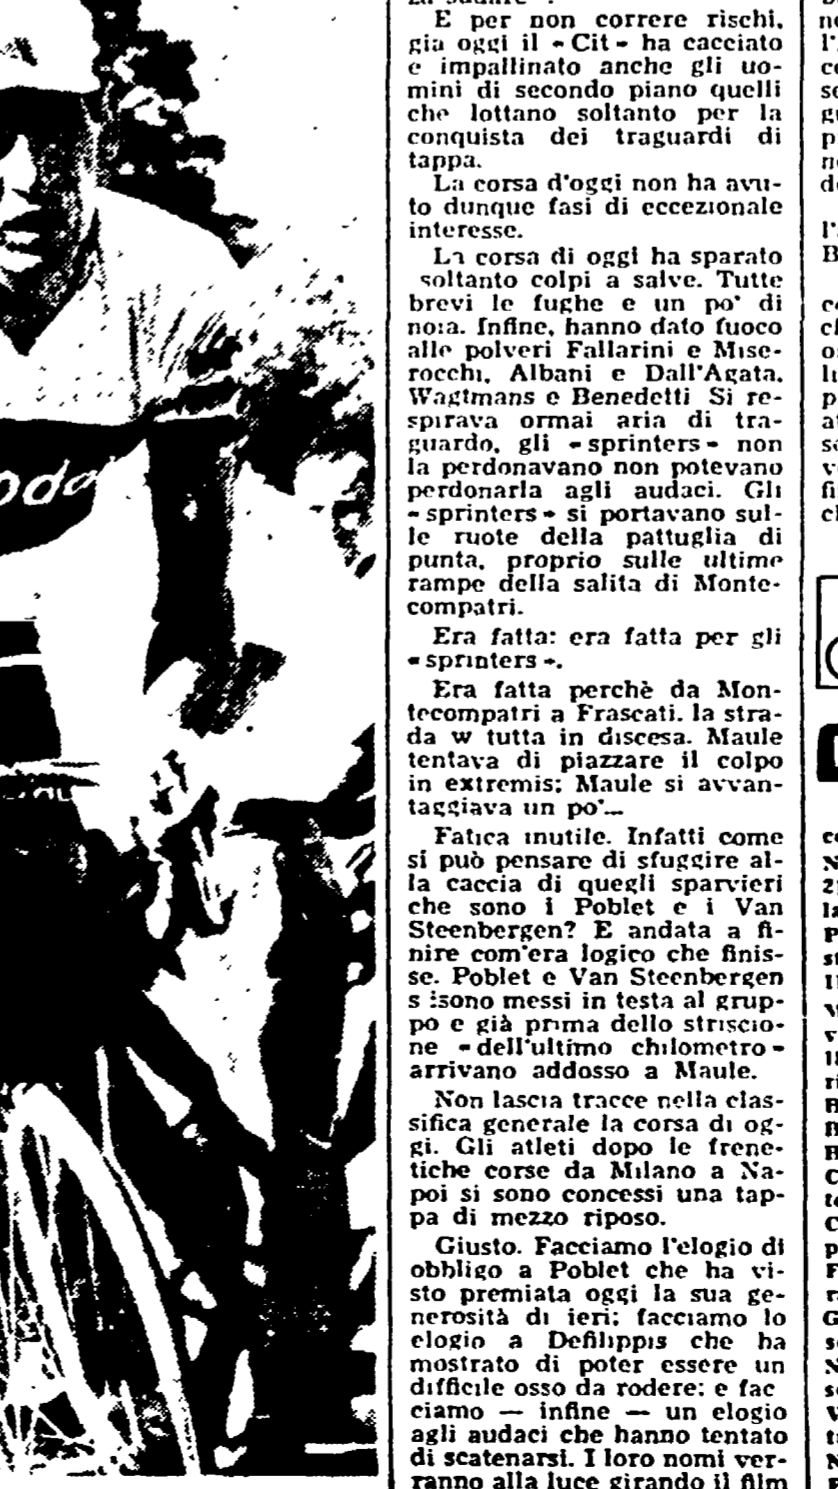 oda
E per non correre rischi,
gia oggi il « Cit » ha cacciato
e impallinato anche gli uo-
mini di secondo piano quelli
che lottano soltanto per la
conquista dei traguardi di
tappa.
La corsa d'oggi non ha avu-
to dunque fasi di eccezionale
interesse.
La corsa di oggi ha sparato
soltanto colpi a salve. Tutte
brevi le fughe e un po' di
noia. Infine, hanno dato fuoco
alle polveri Fallarini e Mise-
rocchi, Albani e Dall'Agata.
Wagtmans e Benedetti Si re-
spirava ormai aria di tra-
guardo, gli « sprinters » non
la perdonavano non potevano
perdonarla agli audaci. Gli
« sprinters » si portavano sul-
le ruote della pattuglia di
punta, proprio sulle ultime
rampe della salita di Monte-
compatri.
Era fatta: era fatta per gli
« sprinters ».
Era fatta perchè da Mon-
tecompatri a Frascati. la stra-
da w tutta in discesa. Maule
tentava di piazzare il colpo
in extremis; Maule si avvan-
taggiava un po'...
Fatica inutile. Infatti come
si può pensare di sfuggire al-
la caccia di quegli sparvieri
che sono i Poblet e i Van
Steenbergen? E andata a fi-
nire com'era logico che finis-
se. Poblet e Van Steenbergen
s isono messi in testa al grup-
po e già prima dello striscio-
ne « dell'ultimo chilometro »
arrivano addosso a Maule.
Non lascia tracce nella clas-
sifica generale la corsa di og-
gi. Gli atleti dopo le frene-
tiche corse da Milano a Na-
poi si sono concessi una tap-
pa di mezzo riposo.
Giusto. Facciamo l'elogio di
obbligo a Poblet che ha vi-
sto premiata oggi la sua ge-
nerosità di ieri; facciamo lo
elogio a Defilippis che ha
mostrato di poter essere un
difficile osso da rodere: e fac
ciamo — infine — un elogio
agli audaci che hanno tentato
di scatenarsi. I loro nomi ver-
ranno alla luce girando il film